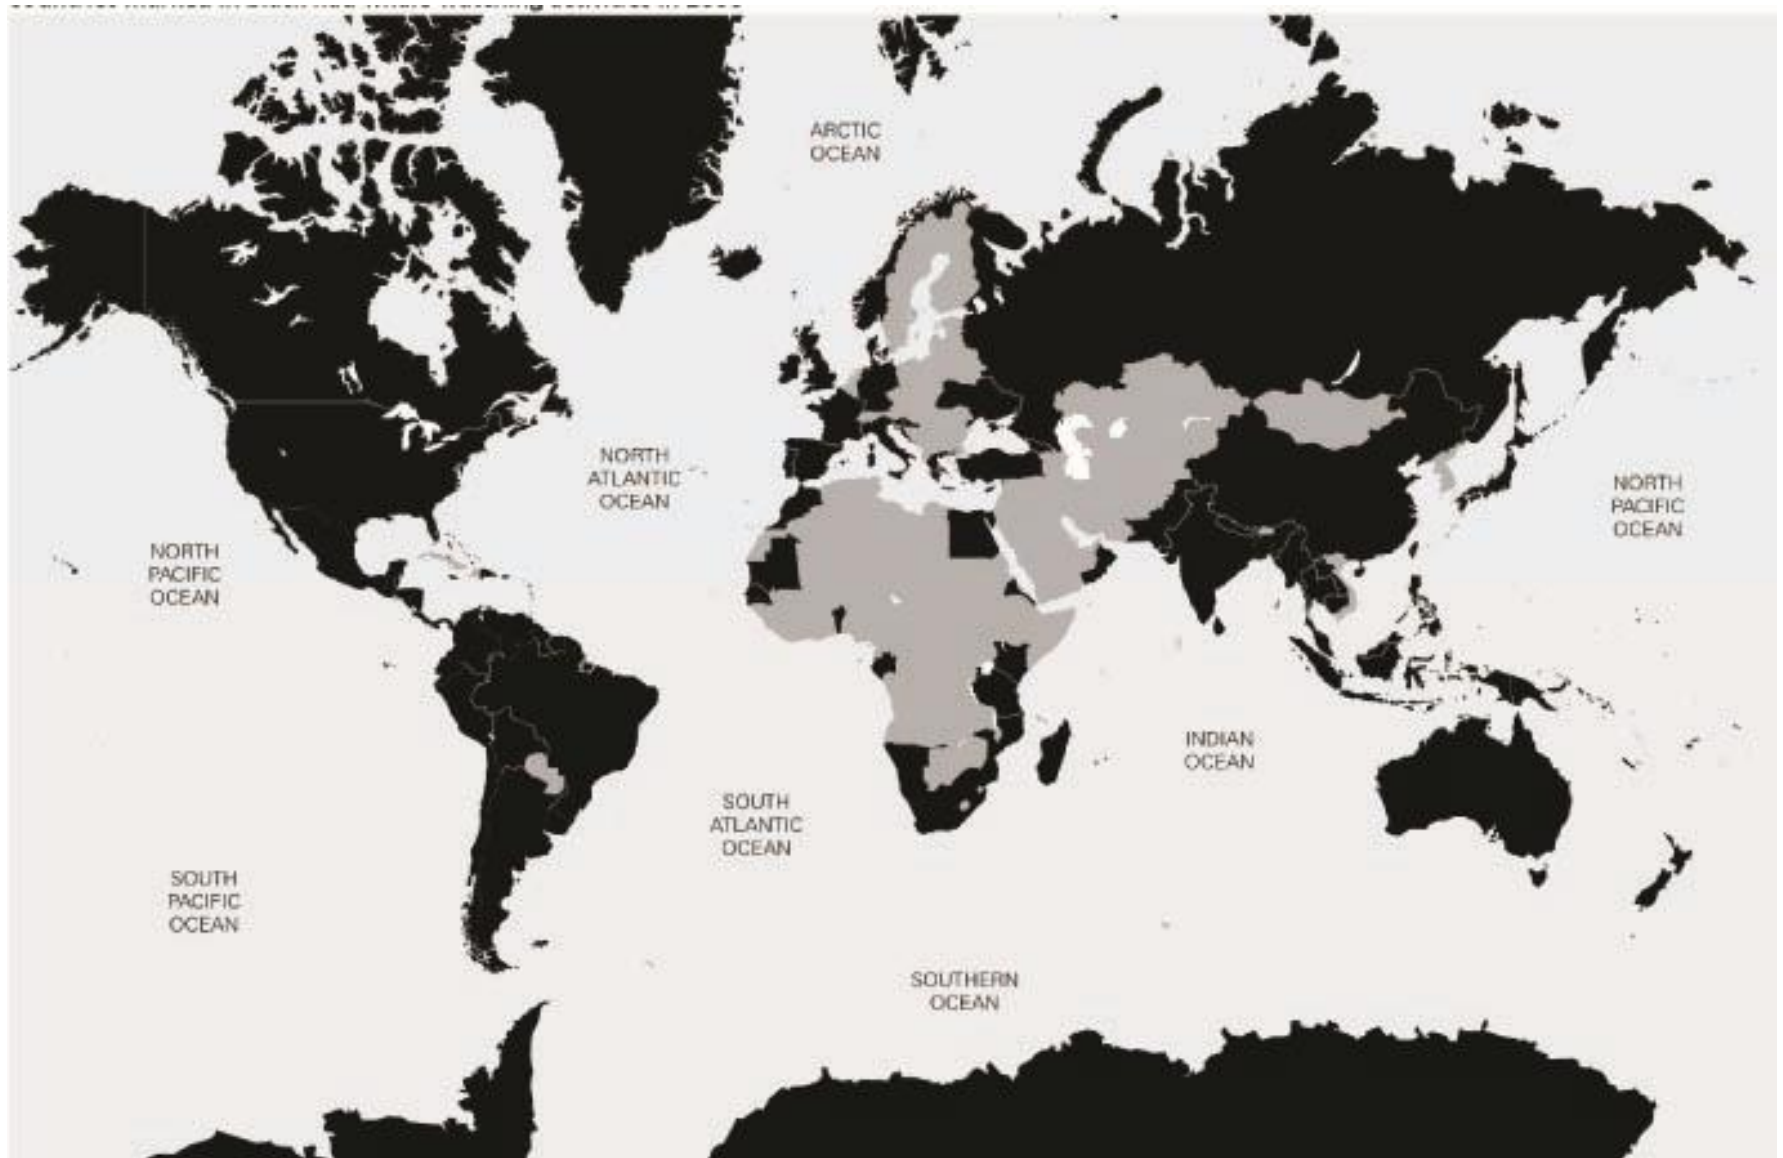 ARCTIC
OCEAN
NORTH
ATLANTIC
OCEAN
NORTH
PACIFIC
OCEAN
NORTH
PACIFIC
OCEAN
INDIAN
OCEAN
SOUTH
ATLANTIC
OCEAN
SOUTH
PACIFIC
OCEAN
SOUTHERN
OCEAN